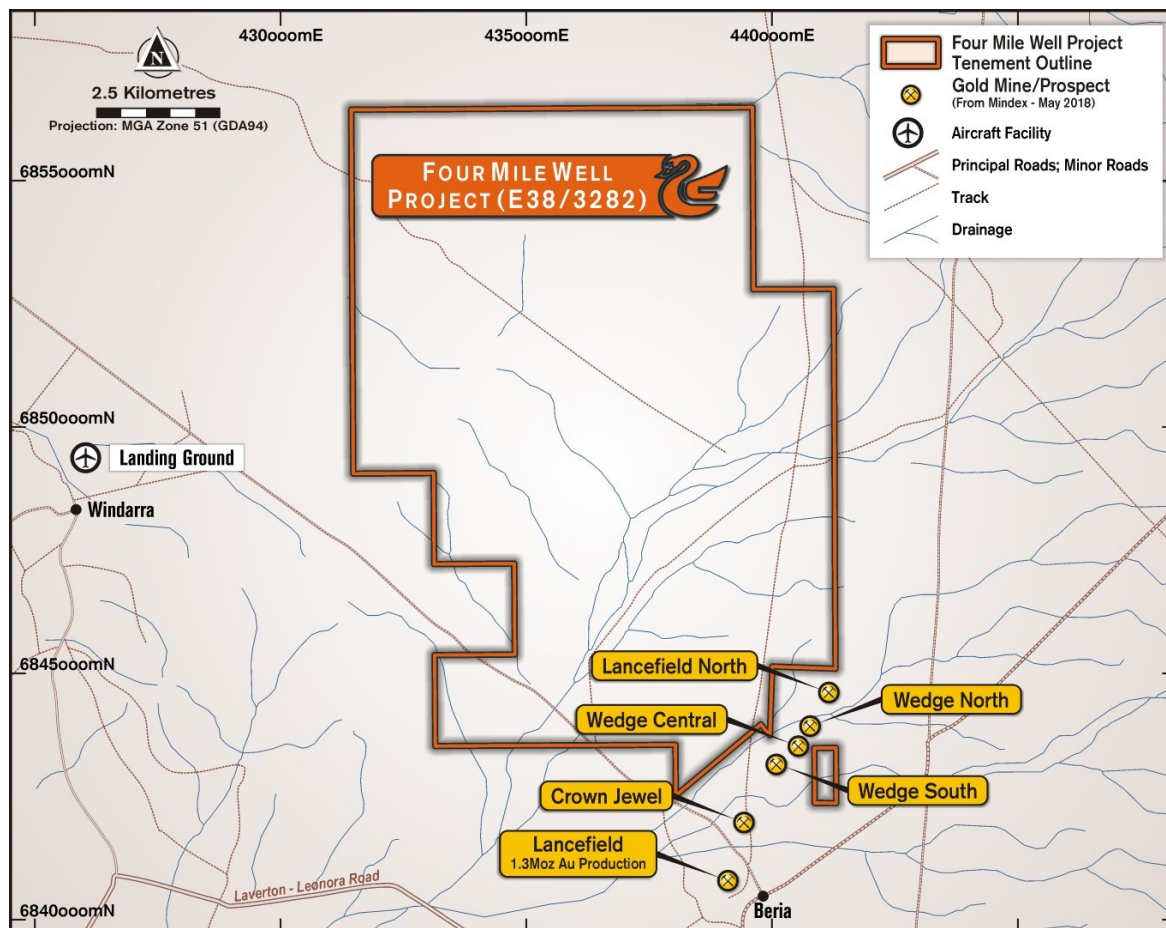 430000mE
435000mE
440000mE
N
2.5 Kilometres
Projection: MGA Zone 51 (GDA94)
Four Mile Well Project
Tenement Outline
Gold Mine/Prospect
(From Mindex - May 2018)
Aircraft Facility
Principal Roads; Minor Roads
Track
Drainage
6855000mN
FOUR MILE WELL
PROJECT (E38/3282)
6850000mN
Landing Ground
Windarra
6845000mN
Lancefield North
Wedge North
Wedge Central
Wedge South
Crown Jewel
Lancefield
1.3Moz Au Production
Laverton - Leonora Road
6840000mN
Beria